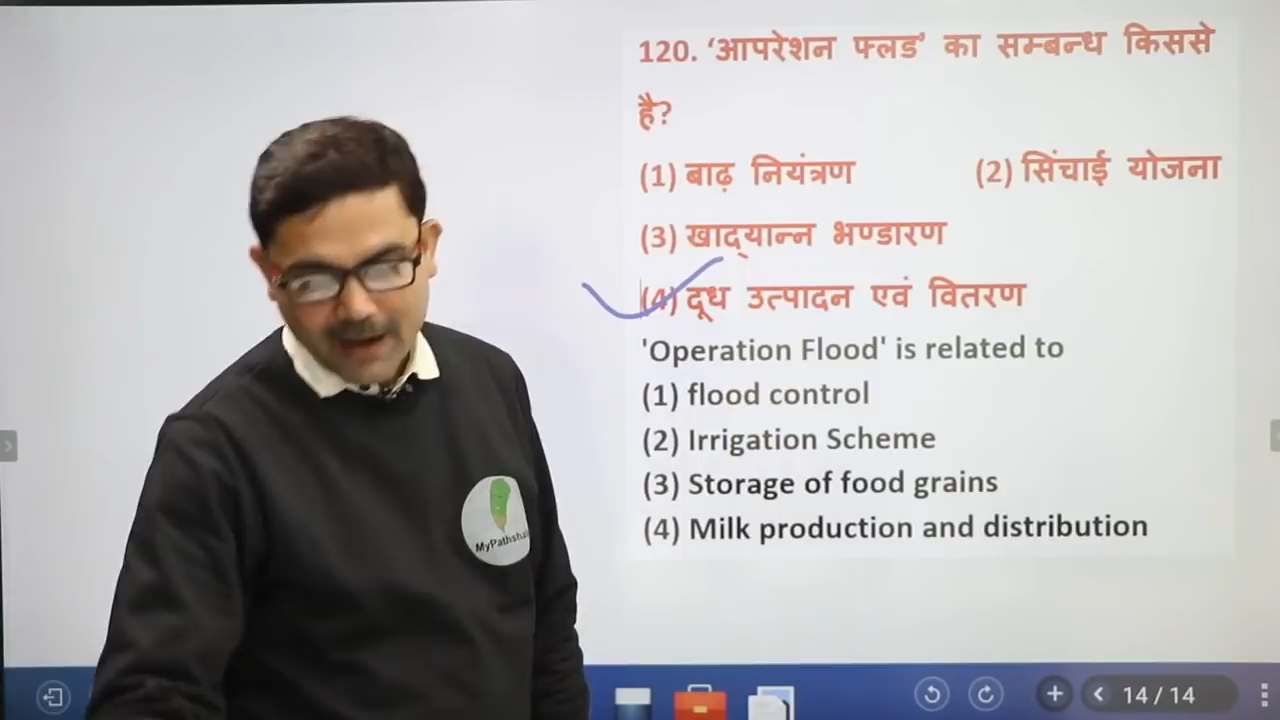 120. ‘आपरेशन फ्लड’ का सम्बन्ध किससे
है?
(1) बाढ़ नियंत्रण (2) सिंचाई योजना
(3) खाद्यान्न भण्डारण
(4) दूध उत्पादन एवं वितरण
'Operation Flood' is related to
(1) flood control
(2) Irrigation Scheme
(3) Storage of food grains
(4) Milk production and distribution
14 / 14